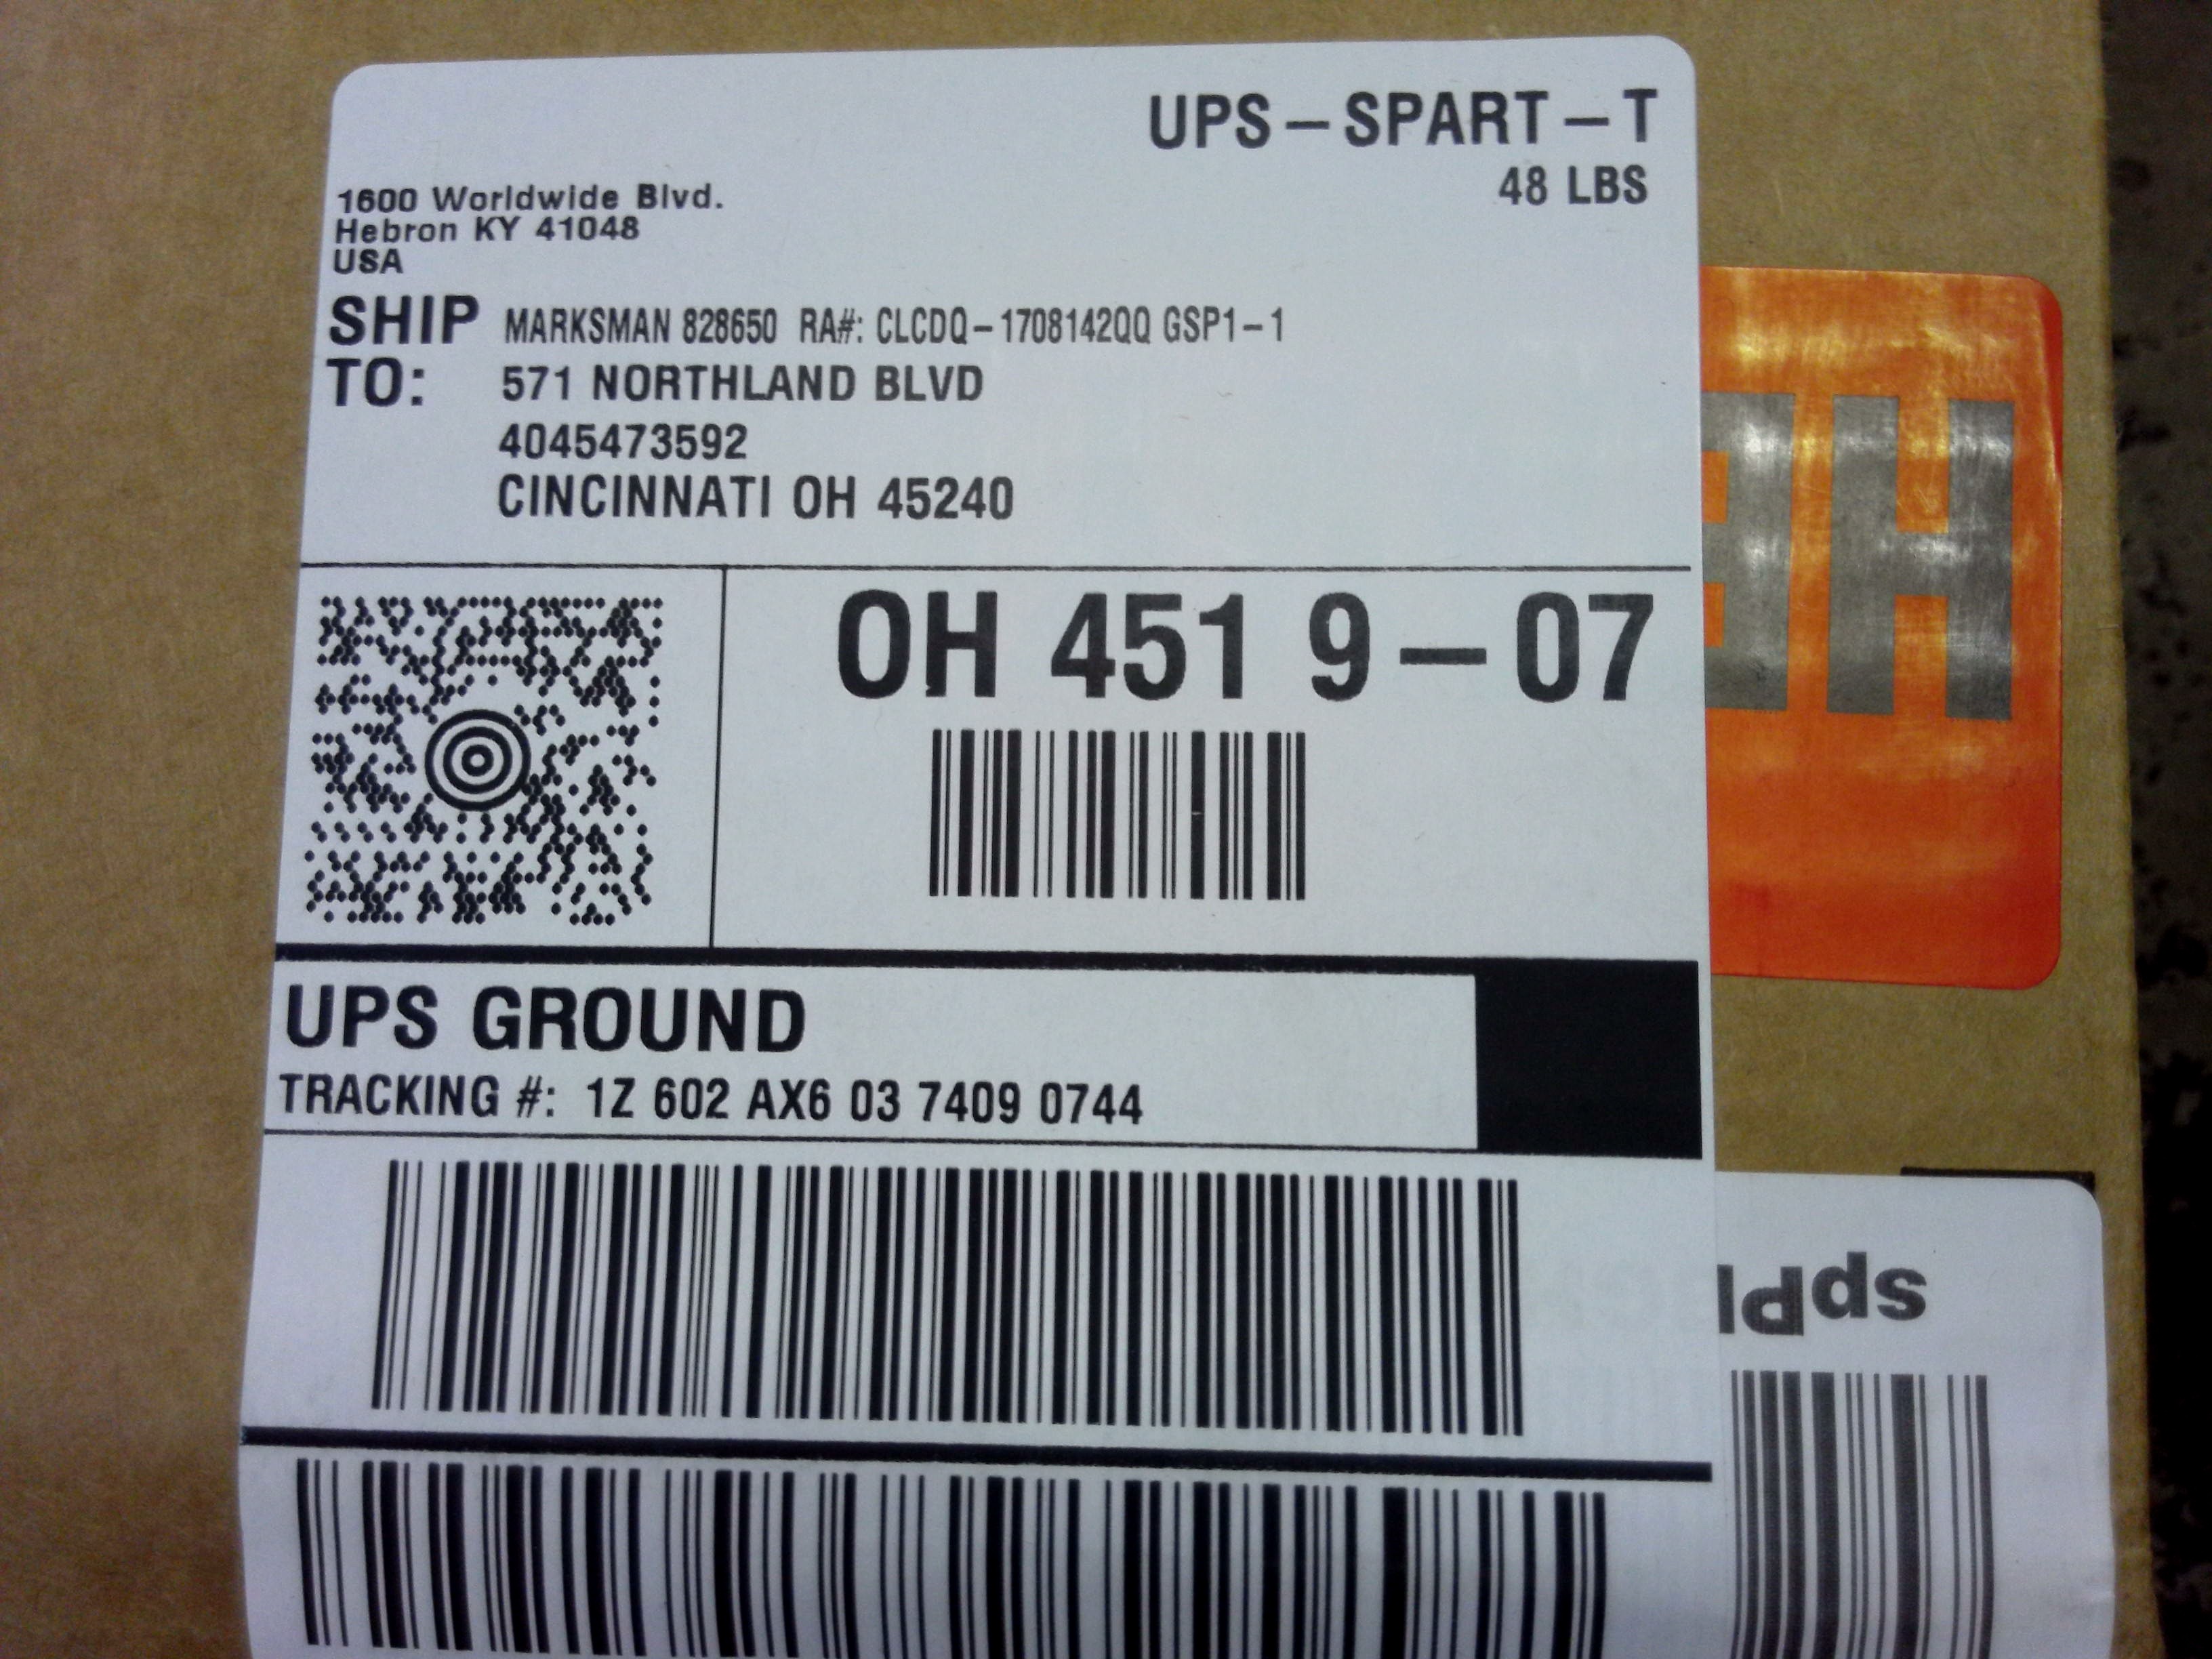 UPS – SPART – T
48 LBS
1600 Worldwide Blvd.
Hebron KY 41048
USA
SHIP TO:
MARKSMAN 828650 RA#: CLCDQ – 1708142QQ GSP1 – 1
571 NORTHLAND BLVD
4045473592
CINCINNATI OH 45240
OH 451 9 – 07
UPS GROUND
TRACKING #: 1Z 602 AX6 03 7409 0744